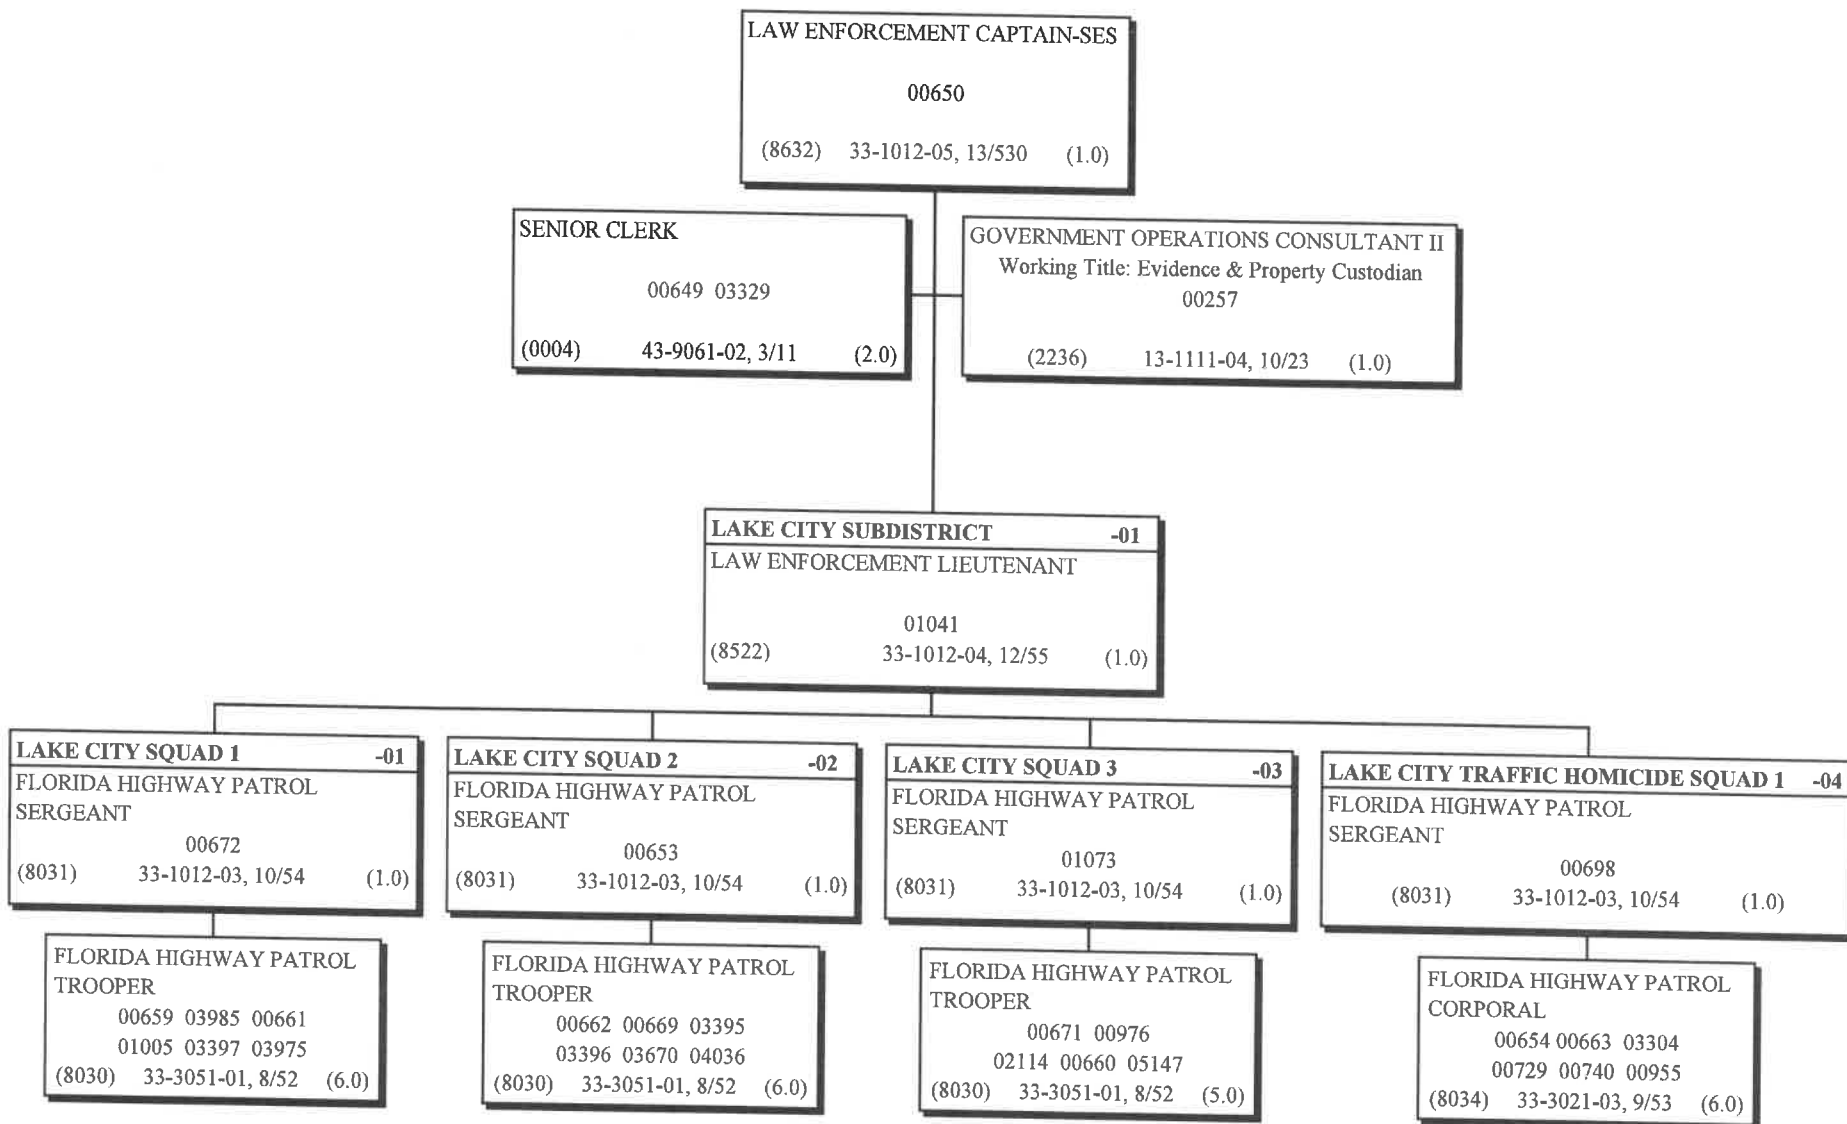 LAW ENFORCEMENT CAPTAIN-SES
00650
(8632) 33-1012-05, 13/530 (1.0)
SENIOR CLERK
00649 03329
(0004) 43-9061-02, 3/11 (2.0)
GOVERNMENT OPERATIONS CONSULTANT II
Working Title: Evidence & Property Custodian
00257
(2236) 13-1111-04, 10/23 (1.0)
LAKE CITY SUBDISTRICT -01
LAW ENFORCEMENT LIEUTENANT
01041
(8522) 33-1012-04, 12/55 (1.0)
LAKE CITY SQUAD 1 -01
FLORIDA HIGHWAY PATROL
SERGEANT
00672
(8031) 33-1012-03, 10/54 (1.0)
FLORIDA HIGHWAY PATROL
TROOPER
00659 03985 00661
01005 03397 03975
(8030) 33-3051-01, 8/52 (6.0)
LAKE CITY SQUAD 2 -02
FLORIDA HIGHWAY PATROL
SERGEANT
00653
(8031) 33-1012-03, 10/54 (1.0)
FLORIDA HIGHWAY PATROL
TROOPER
00662 00669 03395
03396 03670 04036
(8030) 33-3051-01, 8/52 (6.0)
LAKE CITY SQUAD 3 -03
FLORIDA HIGHWAY PATROL
SERGEANT
01073
(8031) 33-1012-03, 10/54 (1.0)
FLORIDA HIGHWAY PATROL
TROOPER
00671 00976
02114 00660 05147
(8030) 33-3051-01, 8/52 (5.0)
LAKE CITY TRAFFIC HOMICIDE SQUAD 1 -04
FLORIDA HIGHWAY PATROL
SERGEANT
00698
(8031) 33-1012-03, 10/54 (1.0)
FLORIDA HIGHWAY PATROL
CORPORAL
00654 00663 03304
00729 00740 00955
(8034) 33-3021-03, 9/53 (6.0)